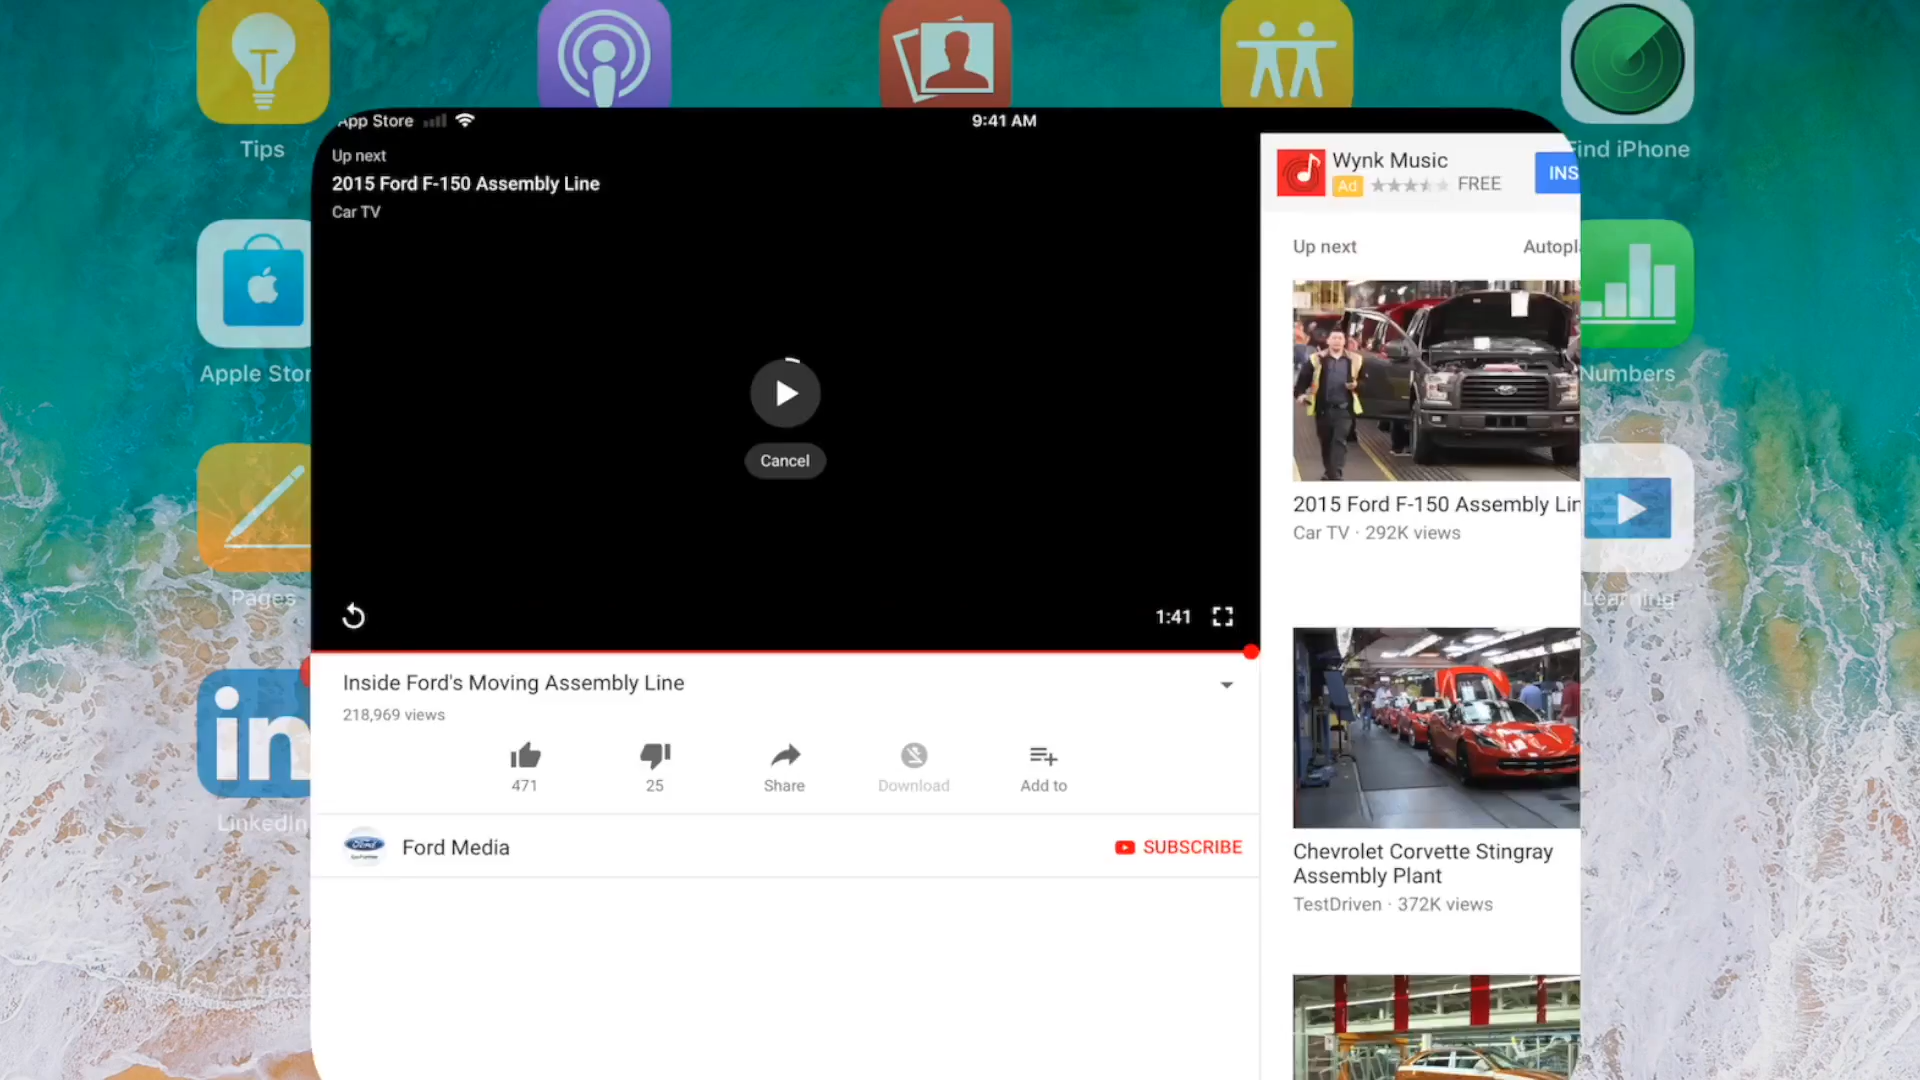 Tips
Find iPhone
App Store
9:41 AM
Up next
2015 Ford F-150 Assembly Line
Car TV
Wynk Music
Ad
FREE
INS
Up next
Autopl
Apple Stor
Numbers
Cancel
2015 Ford F-150 Assembly Lin
Car TV · 292K views
Pages
Learning
1:41
Inside Ford's Moving Assembly Line
218,969 views
in
471
25
Share
Download
Add to
LinkedIn
Ford
Ford Media
SUBSCRIBE
Chevrolet Corvette Stingray
Assembly Plant
TestDriven · 372K views